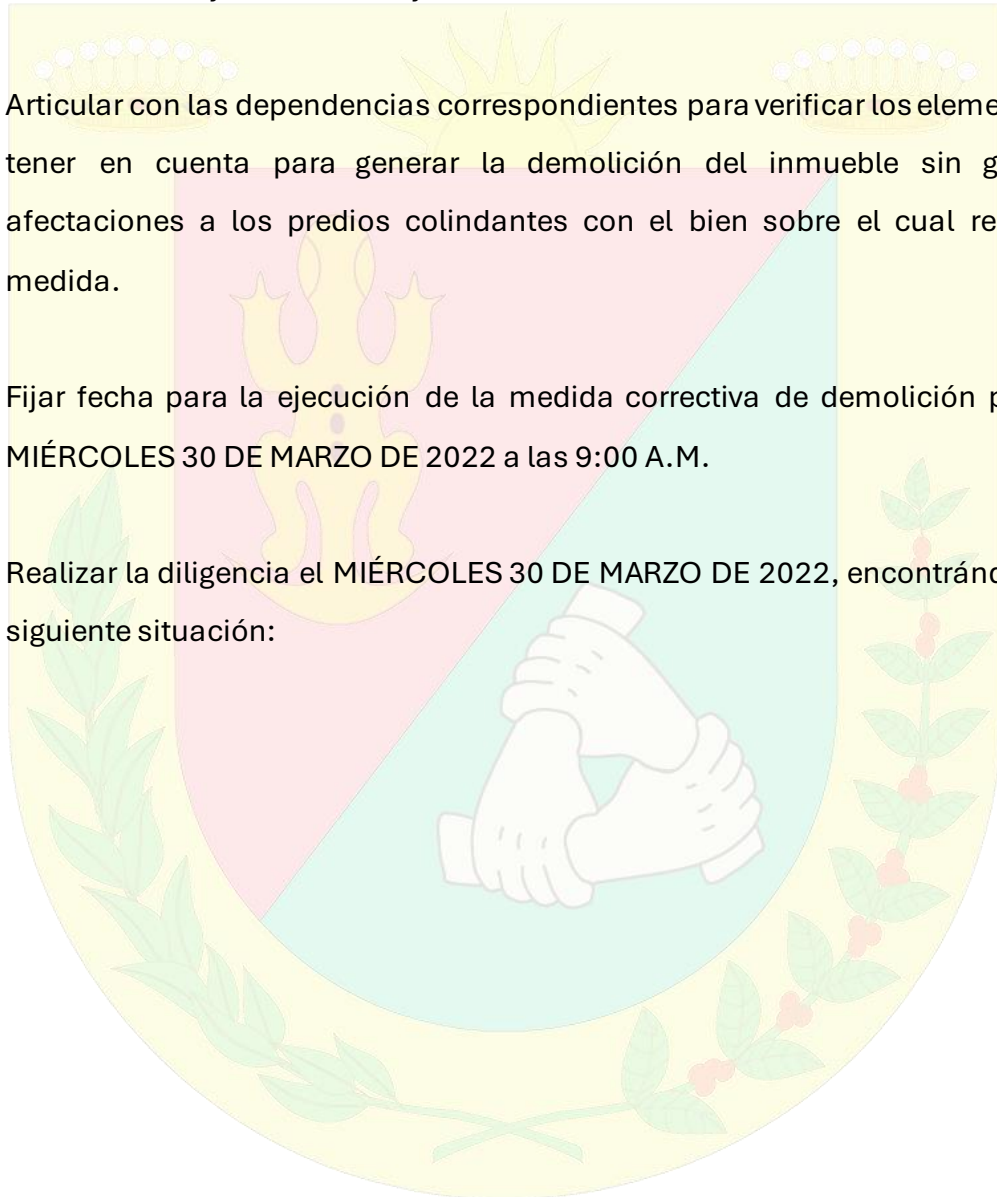 Articular con las dependencias correspondientes para verificar los
tener en cuenta para generar la demolición del inmueble sin
afectaciones a los predios colindantes con el bien sobre el cual
medida.
Fijar fecha para la ejecución de la medida correctiva de demolición
MIÉRCOLES 30 DE MARZO DE 2022 a las 9:00 A.M.
Realizar la diligencia el MIÉRCOLES 30 DE MARZO DE 2022,
siguiente situación: